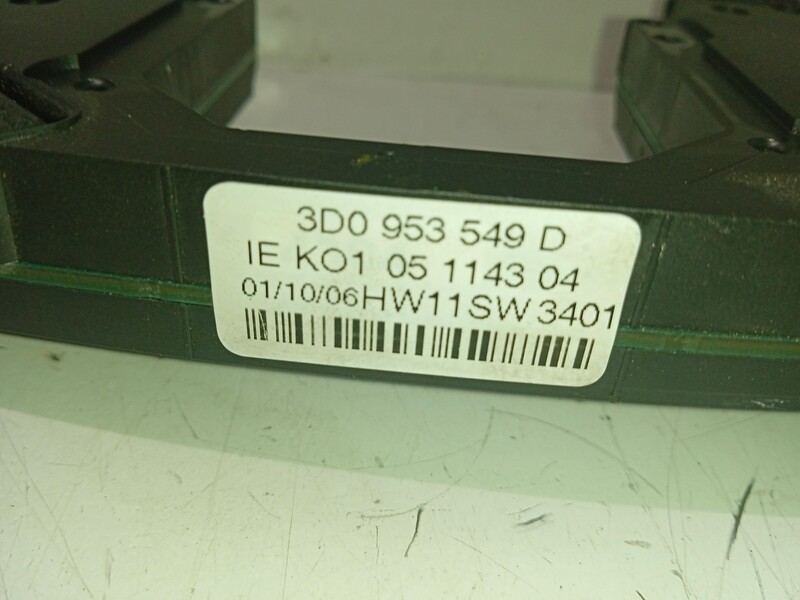 3D0 953 549 D
IE KO1 05 1143 04
01/10/06HW11SW3401